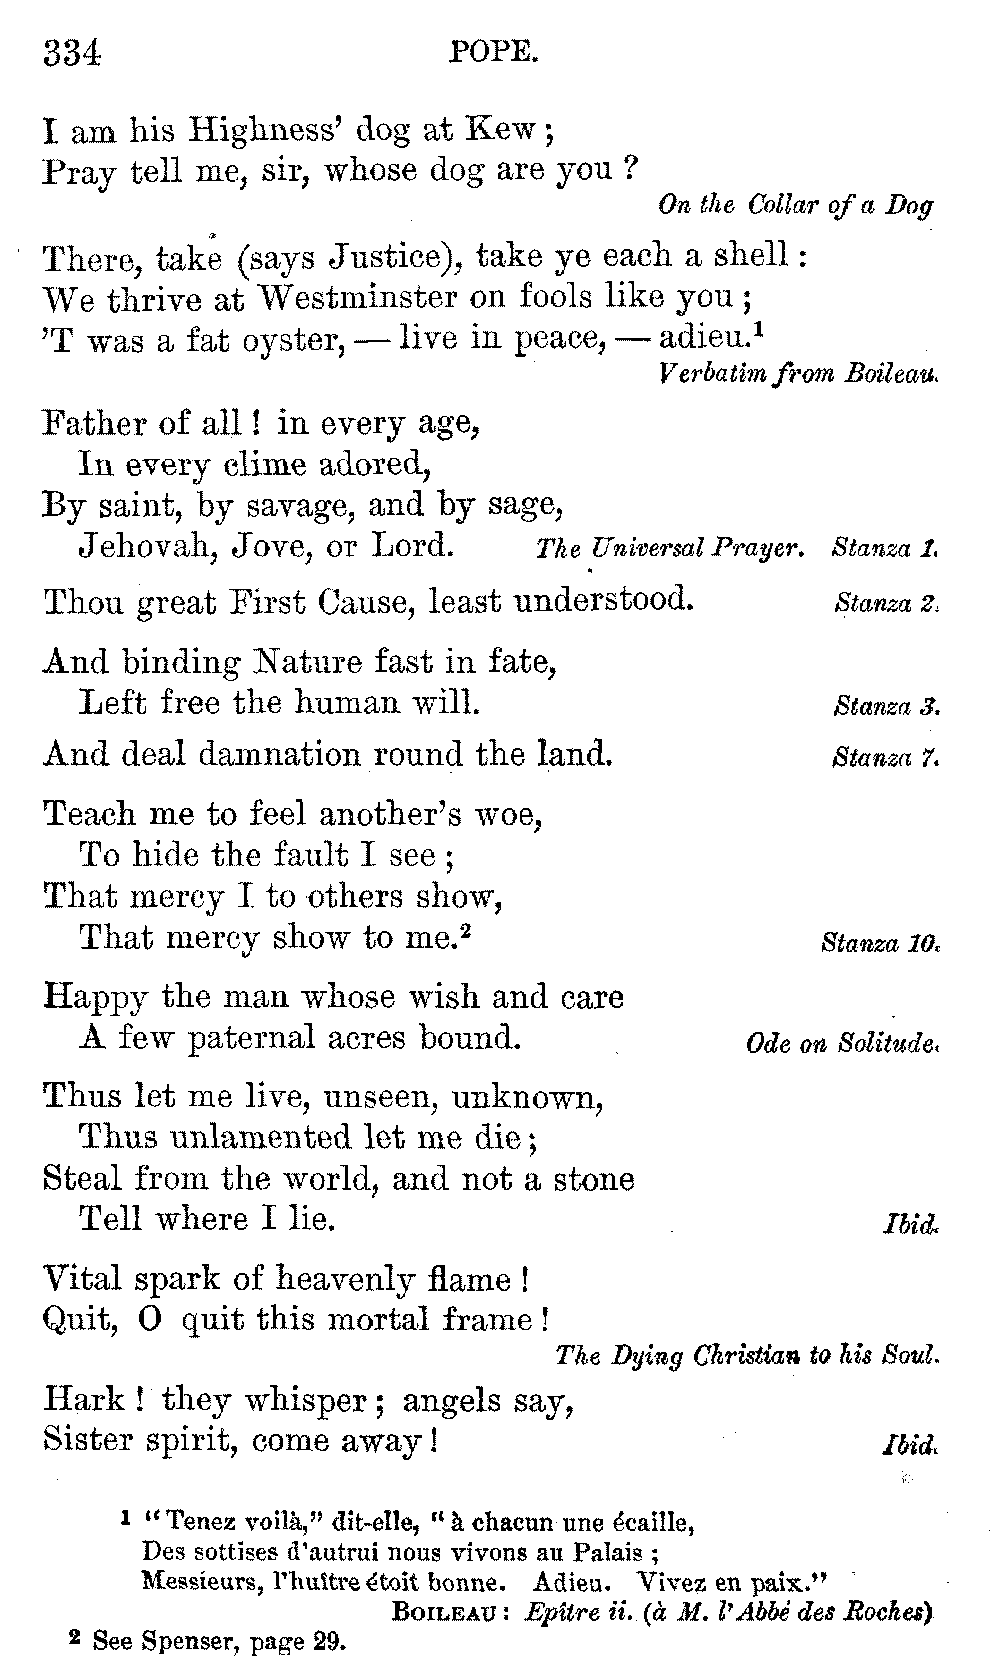 334 POPE.
I am his Highness' dog at Kew ;
Pray tell me, sir, whose dog are you ?
On the Collar of a Dog
There, take (says Justice), take ye each a shell :
We thrive at Westminster on fools like you ;
'T was a fat oyster, — live in peace, — adieu.¹
Verbatim from Boileau.
Father of all ! in every age,
In every clime adored,
By saint, by savage, and by sage,
Jehovah, Jove, or Lord. The Universal Prayer. Stanza 1.
Thou great First Cause, least understood. Stanza 2.
And binding Nature fast in fate,
Left free the human will. Stanza 3.
And deal damnation round the land. Stanza 7.
Teach me to feel another's woe,
To hide the fault I see ;
That mercy I to others show,
That mercy show to me.² Stanza 10.
Happy the man whose wish and care
A few paternal acres bound. Ode on Solitude.
Thus let me live, unseen, unknown,
Thus unlamented let me die ;
Steal from the world, and not a stone
Tell where I lie. Ibid.
Vital spark of heavenly flame !
Quit, O quit this mortal frame !
The Dying Christian to his Soul.
Hark ! they whisper ; angels say,
Sister spirit, come away ! Ibid.
1 “Tenez voilà,” dit-elle, “à chacun une écaille,
Des sottises d'autrui nous vivons au Palais ;
Messieurs, l'huître étoit bonne. Adieu. Vivez en paix.”
BOILEAU : Epître ii. (à M. l'Abbé des Roches)
2 See Spenser, page 29.